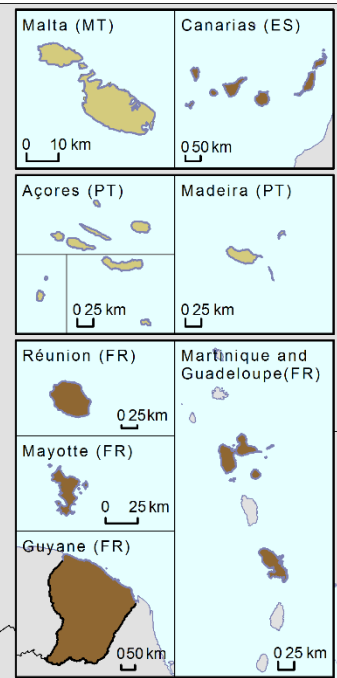 Malta (MT)
0 10 km
Canarias (ES)
0 50 km
Açores (PT)
0 25 km
Madeira (PT)
0 25 km
Réunion (FR)
0 25 km
Mayotte (FR)
0 25 km
Guyane (FR)
0 50 km
Martinique and
Guadeloupe(FR)
0 25 km